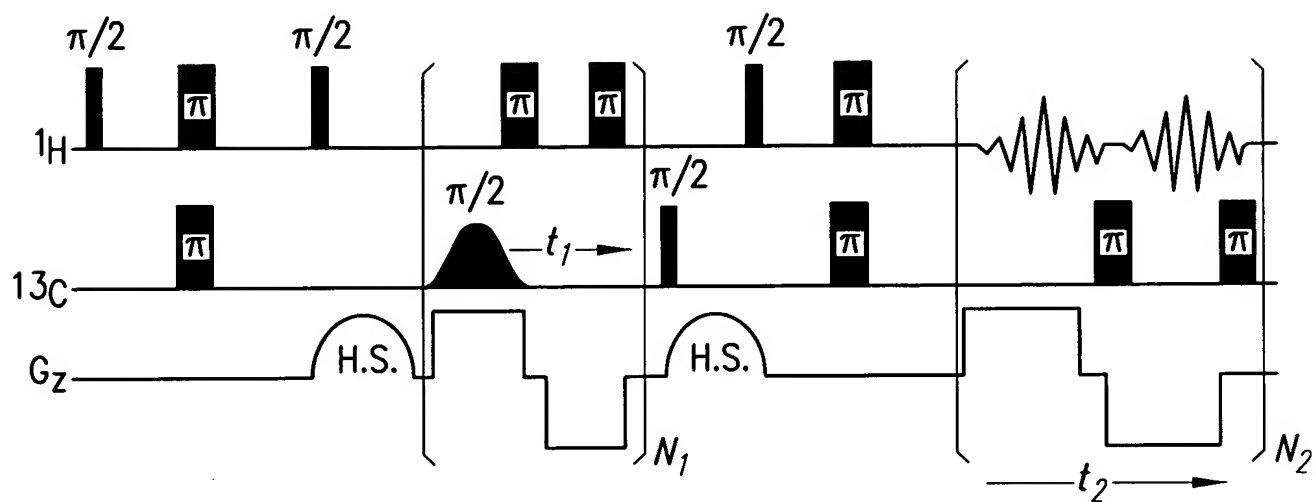 π/2 π/2 π/2
π π π π
1H
π/2 π/2
π t1 π π π
13C
H.S. H.S.
Gz
N1 N2
t2